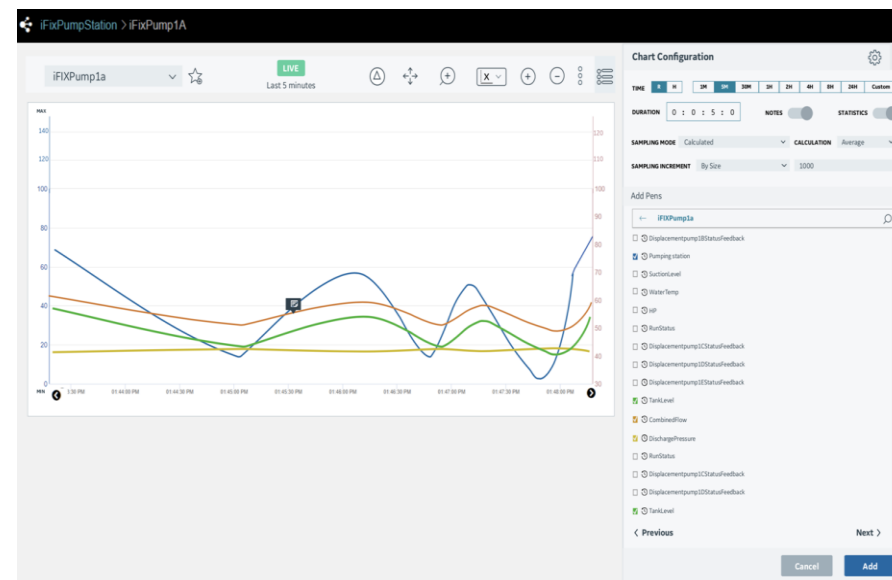 iFixPumpStation > iFixPump1A
iFIXPump1a
LIVE
Last 5 minutes
X
MAX
140
120
100
80
60
40
20
0
MIN
120
110
100
90
80
70
60
50
40
30
1:30 PM
01:44:00 PM
01:44:30 PM
01:45:00 PM
01:45:30 PM
01:46:00 PM
01:46:30 PM
01:47:00 PM
01:47:30 PM
01:48:00 PM
Chart Configuration
TIME R H 1M 5M 30M 1H 2H 4H 8H 24H Custom
DURATION 0 : 0 : 5 : 0 NOTES STATISTICS
SAMPLING MODE Calculated CALCULATION Average
SAMPLING INCREMENT By Size 1000
Add Pens
iFIXPump1a
Displacementpump1BStatusFeedback
Pumping station
SuctionLevel
WaterTemp
HP
RunStatus
Displacementpump1CStatusFeedback
Displacementpump1DStatusFeedback
Displacementpump1EStatusFeedback
TankLevel
CombinedFlow
DischargePressure
RunStatus
Displacementpump1CStatusFeedback
Displacementpump1DStatusFeedback
TankLevel
Previous Next
Cancel Add